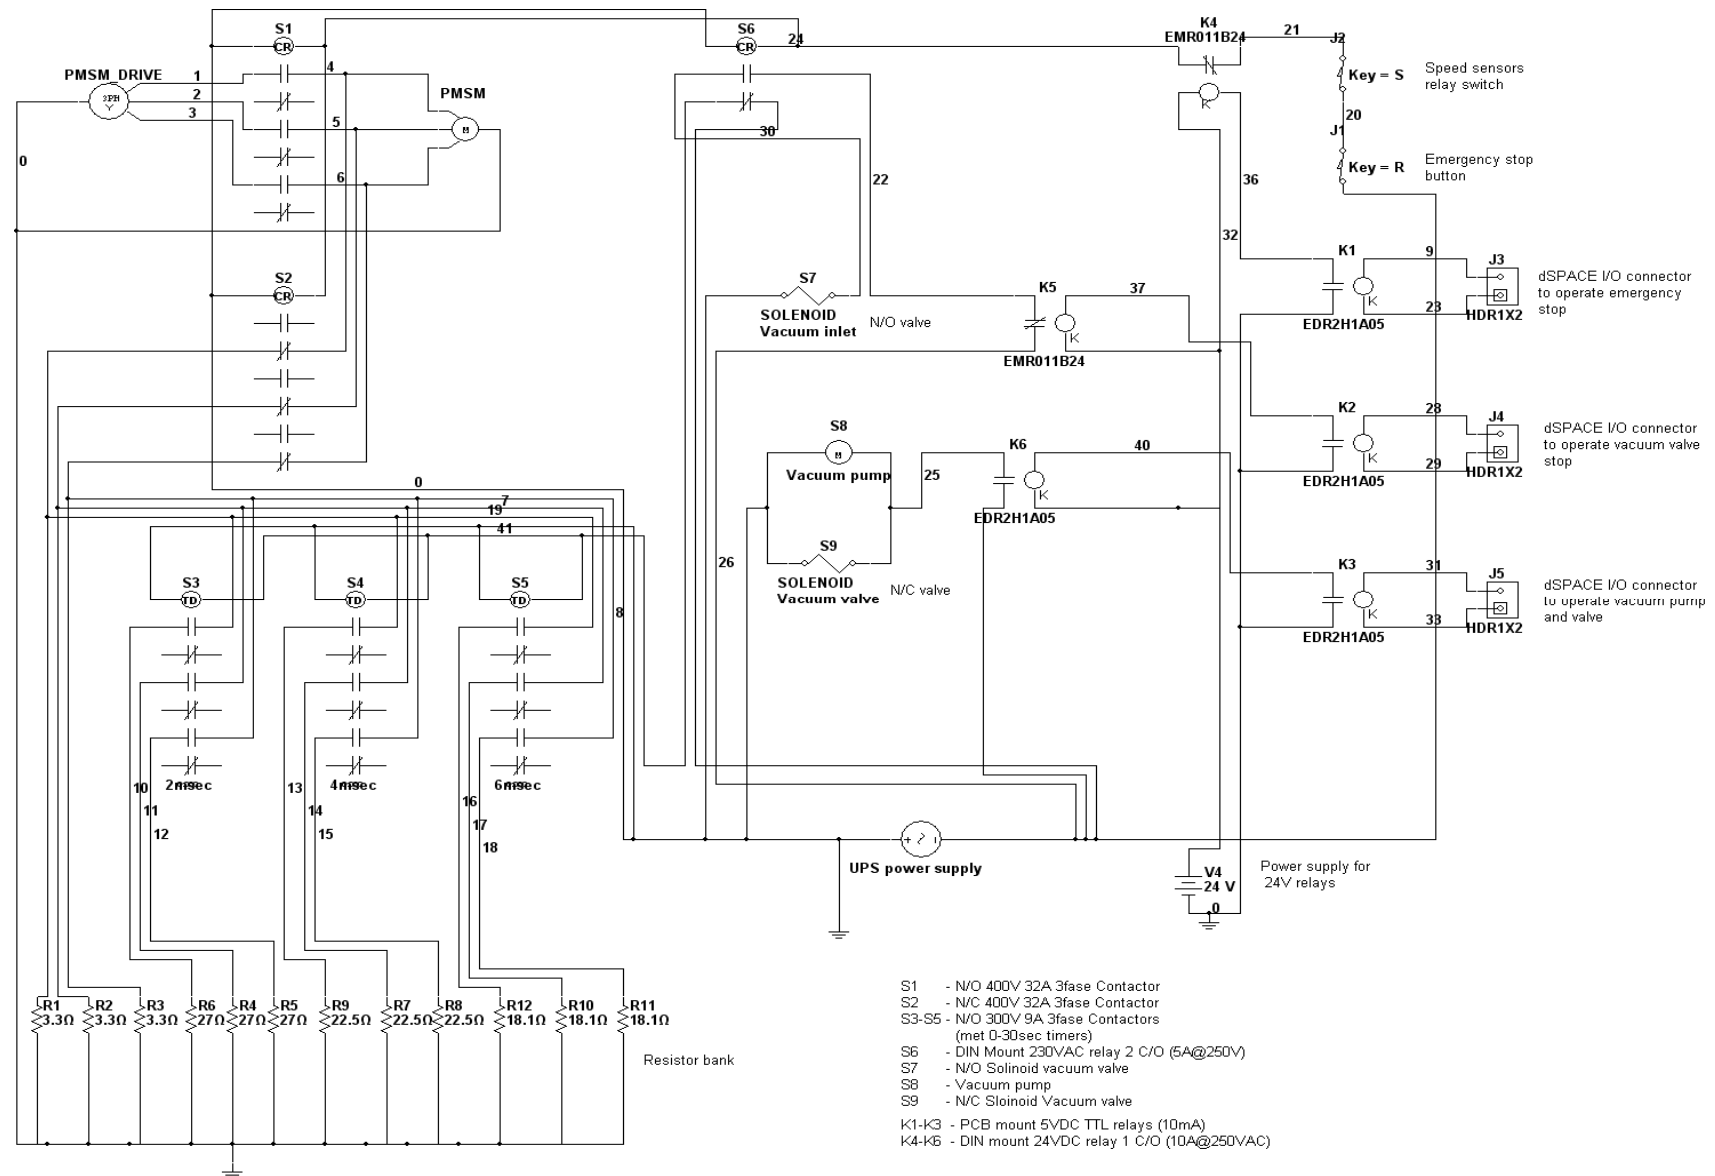 S1
CR
PMSM_DRIVE
3PH
Y
1
2
3
4
5
6
0
PMSM
M
S6
CR
24
30
22
K4
EMR011B24
K
21
J2
Key = S
Speed sensors
relay switch
20
J1
Key = R
Emergency stop
button
36
32
S2
CR
S7
SOLENOID
Vacuum inlet
N/O valve
K5
K
EMR011B24
37
K1
K
EDR2H1A05
9
23
J3
HDR1X2
dSPACE I/O connector
to operate emergency
stop
S8
M
Vacuum pump
25
K6
K
EDR2H1A05
40
K2
K
EDR2H1A05
28
29
J4
HDR1X2
dSPACE I/O connector
to operate vacuum valve
stop
S9
SOLENOID
Vacuum valve
N/C valve
26
K3
K
EDR2H1A05
31
33
J5
HDR1X2
dSPACE I/O connector
to operate vacuum pump
and valve
0
7
19
41
8
S3
TD
2msec
S4
TD
4msec
S5
TD
6msec
10
11
12
13
14
15
16
17
18
+
UPS power supply
V4
24 V
0
Power supply for
24V relays
R1
3.3Ω
R2
3.3Ω
R3
3.3Ω
R6
27Ω
R4
27Ω
R5
27Ω
R9
22.5Ω
R7
22.5Ω
R8
22.5Ω
R12
18.1Ω
R10
18.1Ω
R11
18.1Ω
Resistor bank
S1 - N/O 400V 32A 3fase Contactor
S2 - N/C 400V 32A 3fase Contactor
S3-S5 - N/O 300V 9A 3fase Contactors
(met 0-30sec timers)
S6 - DIN Mount 230VAC relay 2 C/O (5A@250V)
S7 - N/O Solinoid vacuum valve
S8 - Vacuum pump
S9 - N/C Sloinoid Vacuum valve
K1-K3 - PCB mount 5VDC TTL relays (10mA)
K4-K6 - DIN mount 24VDC relay 1 C/O (10A@250VAC)